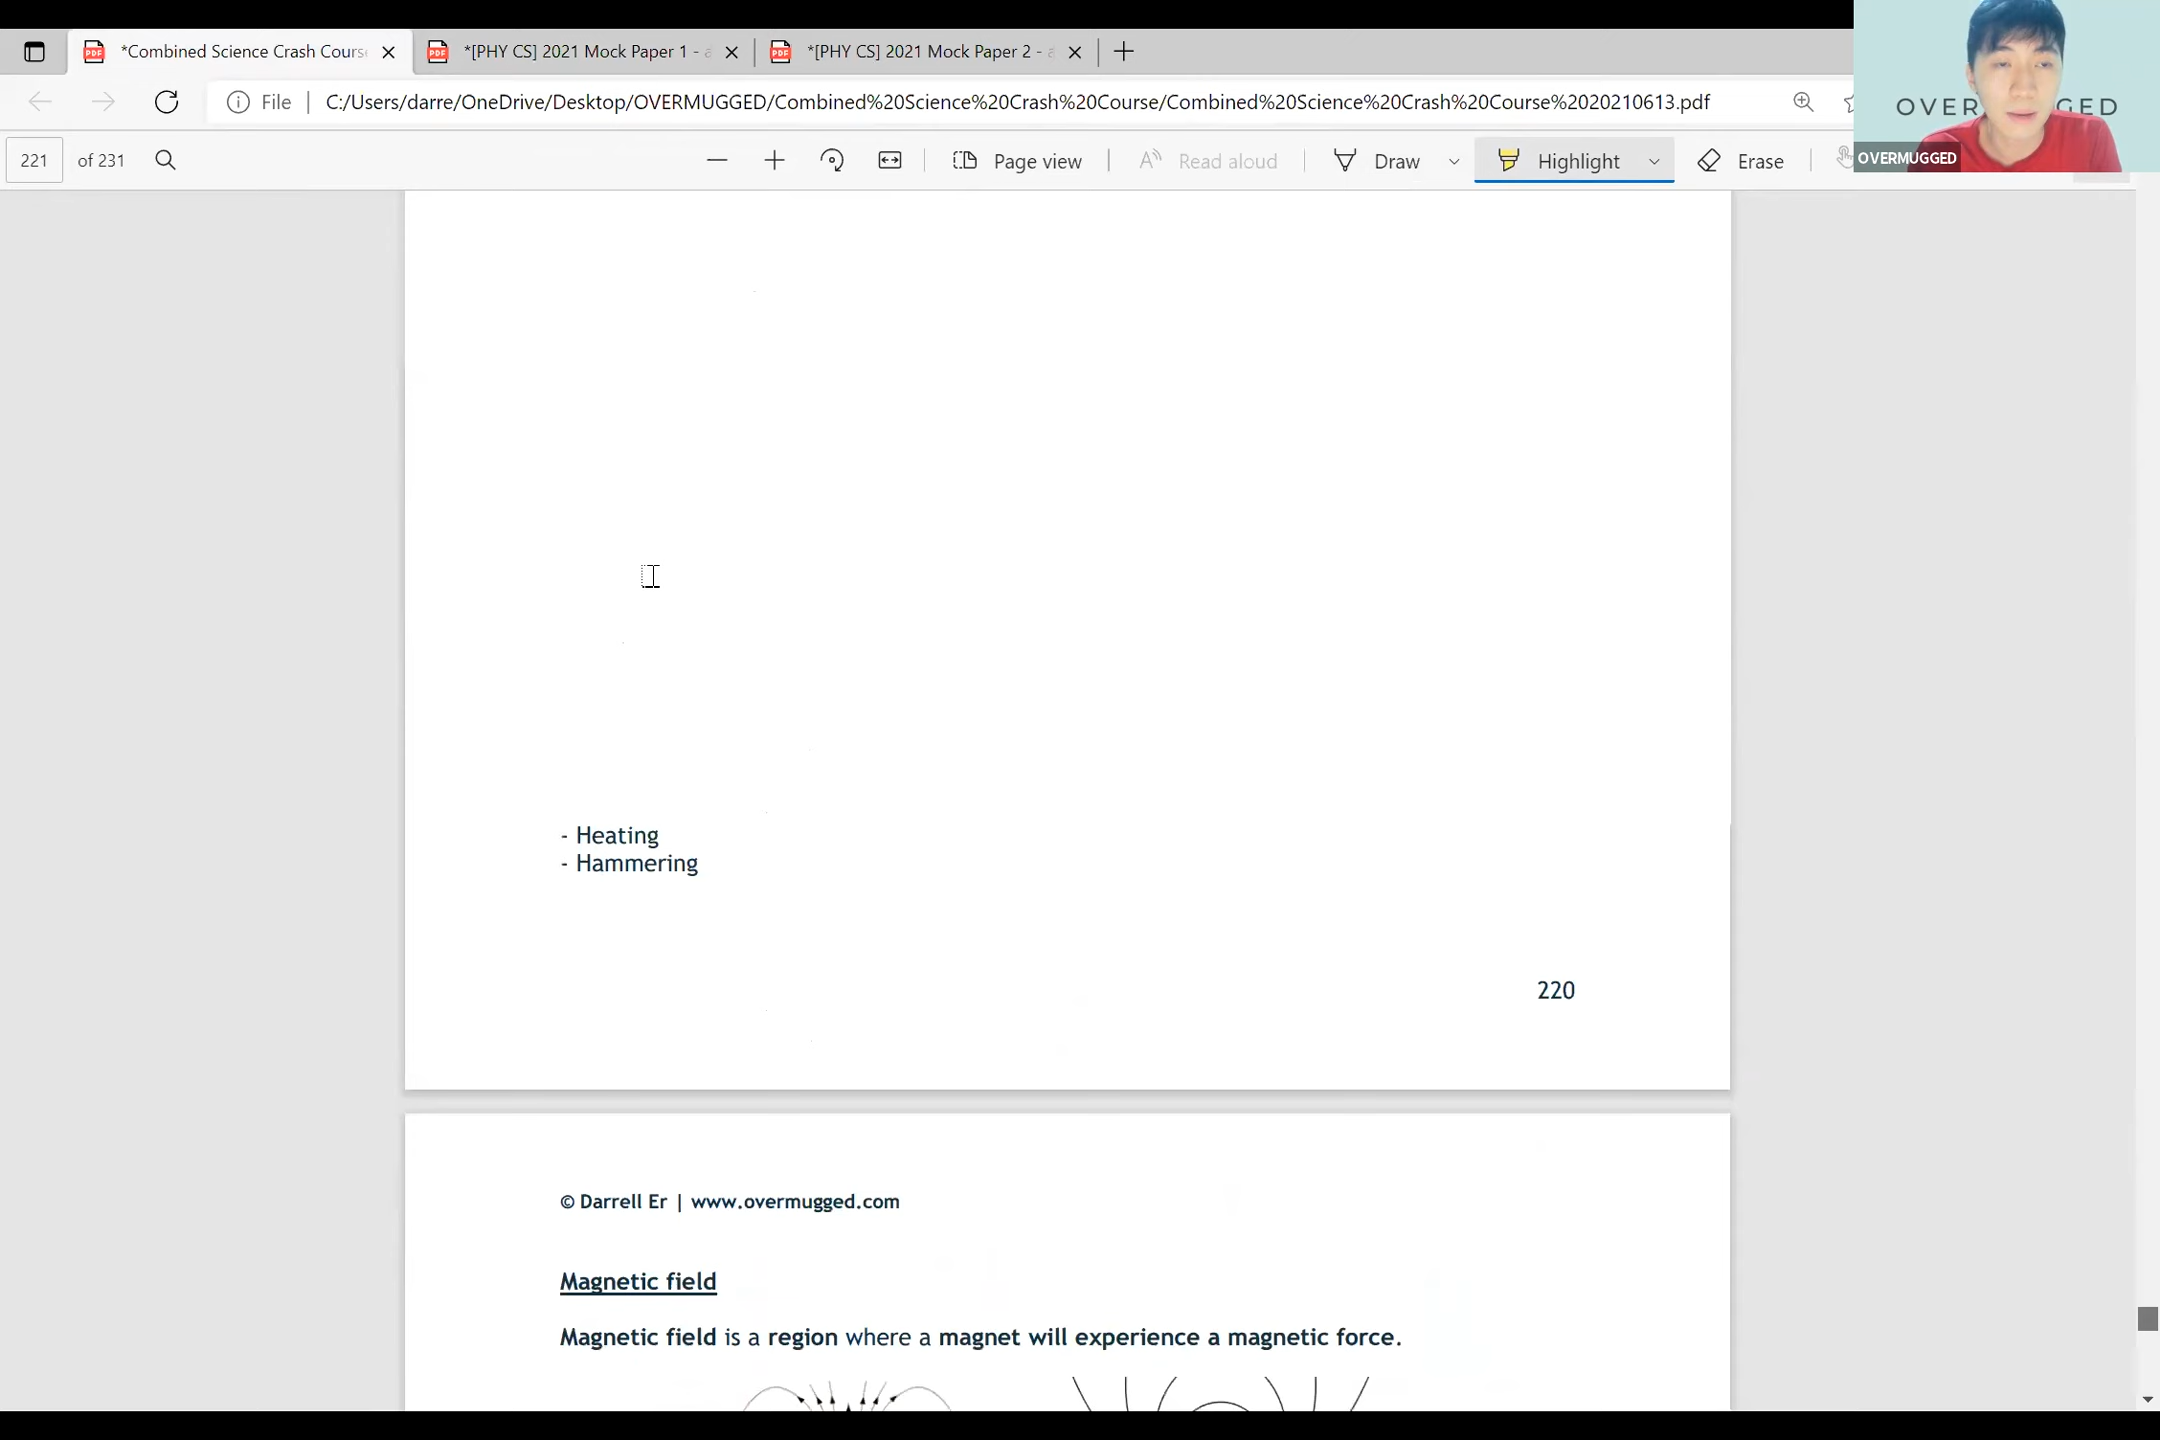 *Combined Science Crash Cours
*[PHY CS] 2021 Mock Paper 1 -
*[PHY CS] 2021 Mock Paper 2 -
File
C:/Users/darre/OneDrive/Desktop/OVERMUGGED/Combined%20Science%20Crash%20Course/Combined%20Science%20Crash%20Course%2020210613.pdf
221 of 231
Page view
Read aloud
Draw
Highlight
Erase
OVERMUGGED
- Heating
- Hammering
220
© Darrell Er | www.overmugged.com
Magnetic field
Magnetic field is a region where a magnet will experience a magnetic force.